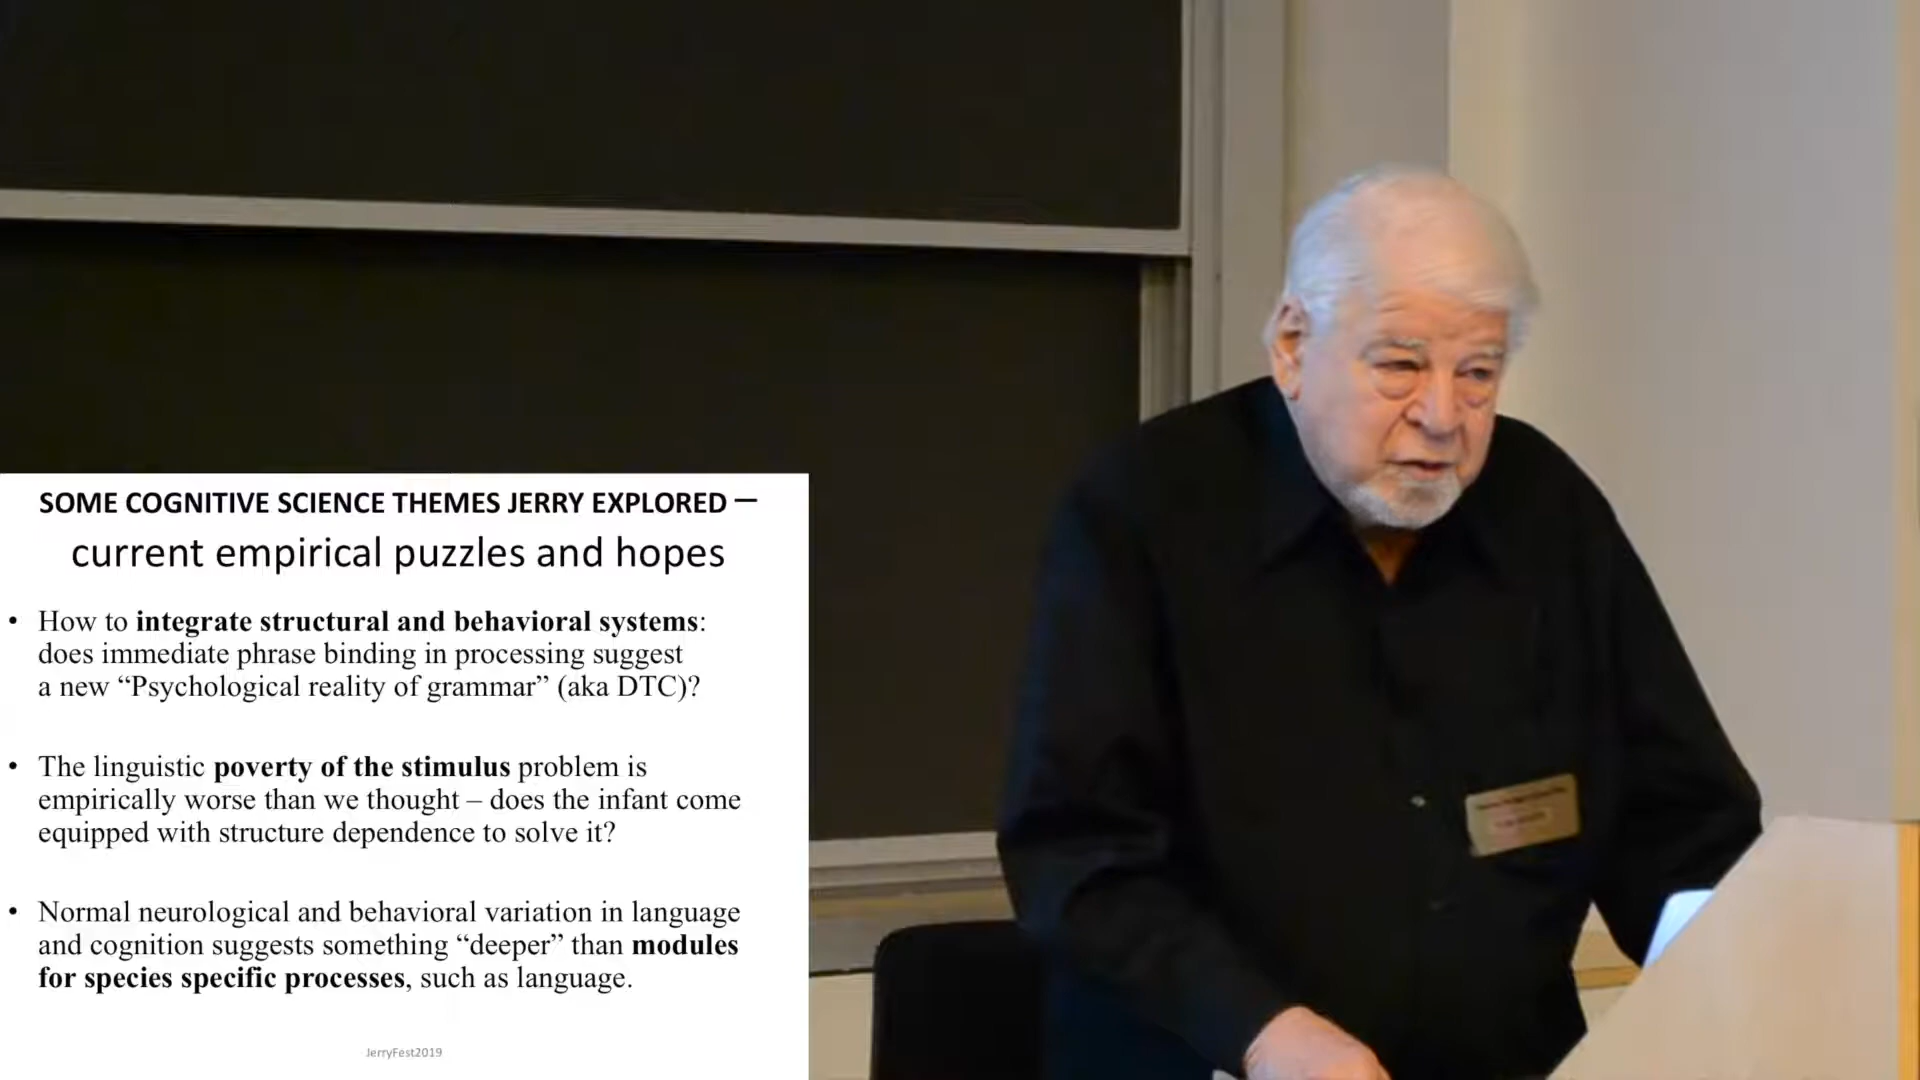 SOME COGNITIVE SCIENCE THEMES JERRY EXPLORED –
current empirical puzzles and hopes
• How to integrate structural and behavioral systems:
does immediate phrase binding in processing suggest
a new “Psychological reality of grammar” (aka DTC)?
• The linguistic poverty of the stimulus problem is
empirically worse than we thought – does the infant come
equipped with structure dependence to solve it?
• Normal neurological and behavioral variation in language
and cognition suggests something “deeper” than modules
for species specific processes, such as language.
JerryFest2019